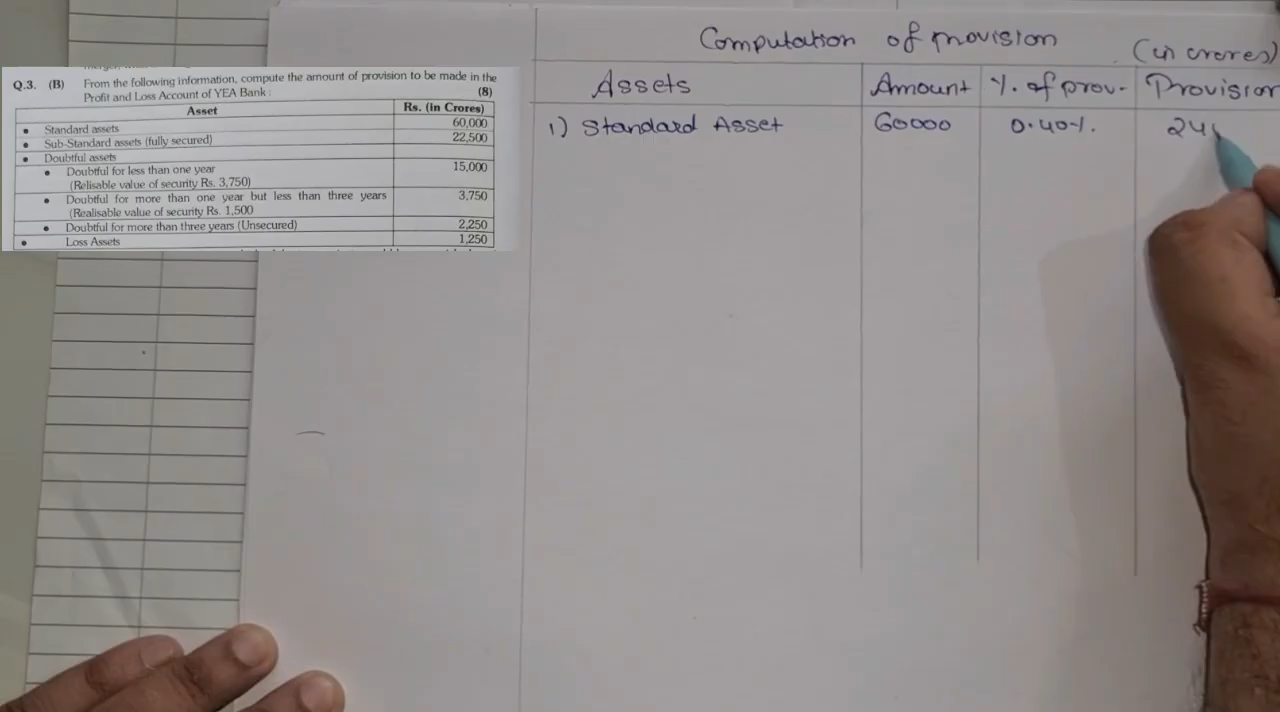 Q.3. (B) From the following information, compute the amount of provision to be made in the
Profit and Loss Account of YEA Bank : (8)
Asset Rs. (in Crores)
• Standard assets 60,000
• Sub-Standard assets (fully secured) 22,500
• Doubtful assets
• Doubtful for less than one year 15,000
(Relisable value of security Rs. 3,750)
• Doubtful for more than one year but less than three years 3,750
(Realisable value of security Rs. 1,500
• Doubtful for more than three years (Unsecured) 2,250
• Loss Assets 1,250
Computation of provision
(in crores)
Assets Amount %. of prov. Provision
1) Standard Asset 60000 0.40%. 24